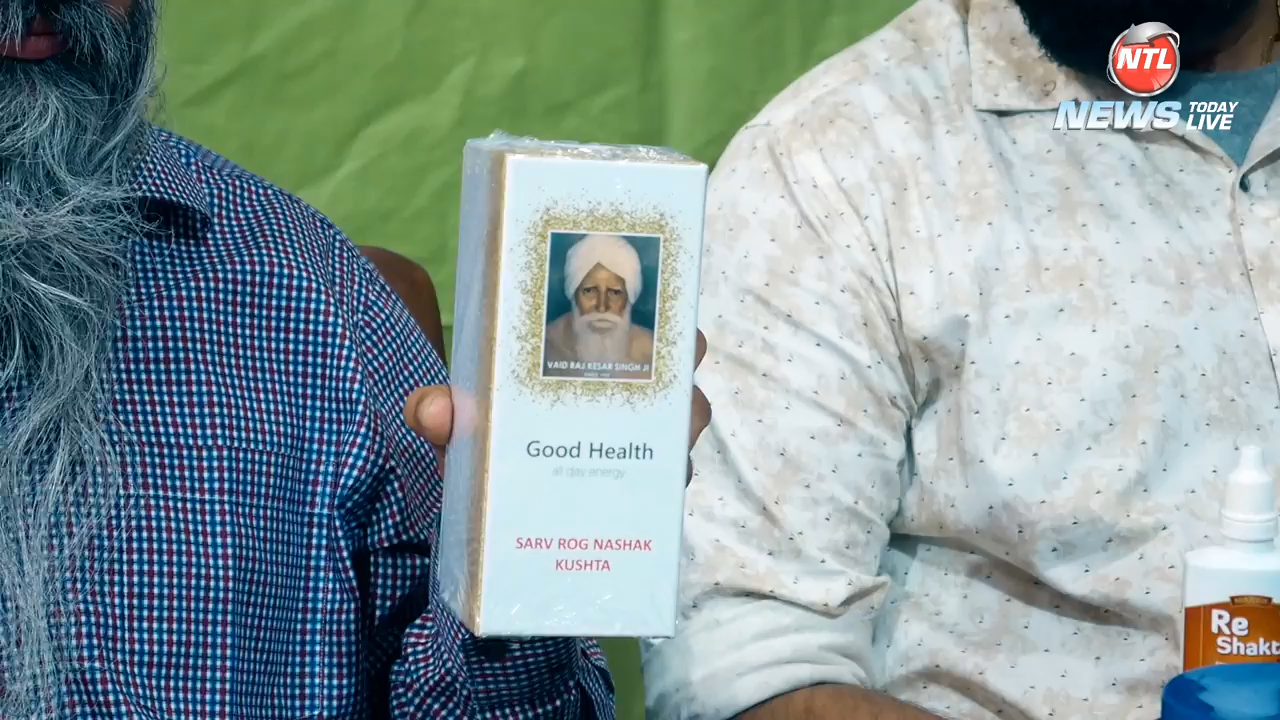 NTL
NEWS TODAY LIVE
VAID RAJ KESAR SINGH JI
Good Health
all day energy
SARV ROG NASHAK
KUSHTA
Re
Shakt